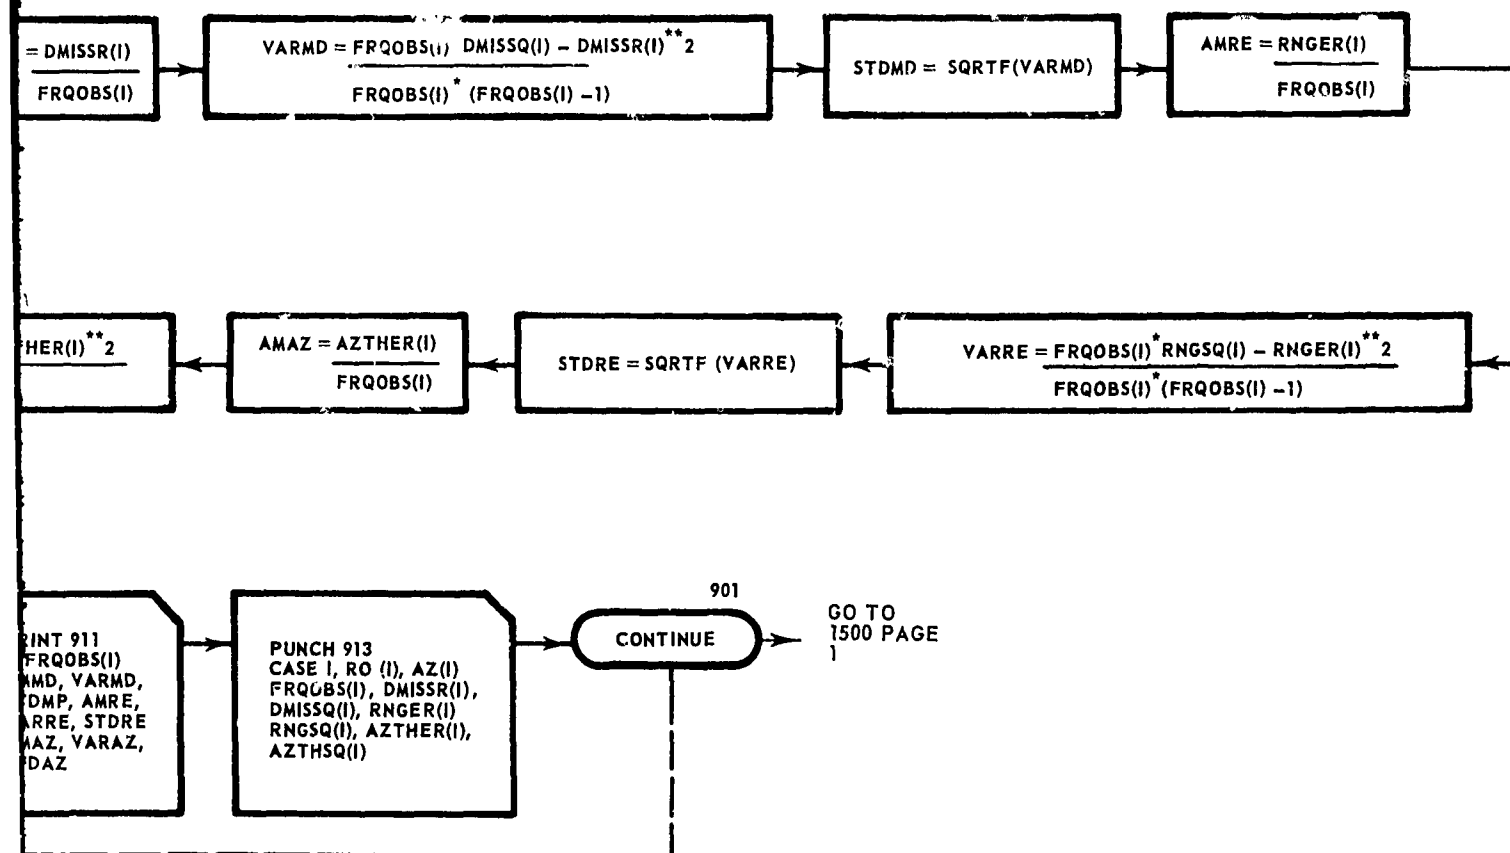 = DMISSR(I)
FRQOBS(I)
VARMD = FRQOBS(I) DMISSQ(I) – DMISSR(I)**2
FRQOBS(I)* (FRQOBS(I) –1)
STDMD = SQRTF(VARMD)
AMRE = RNGER(I)
FRQOBS(I)
HER(I)**2
AMAZ = AZTHER(I)
FRQOBS(I)
STDRE = SQRTF (VARRE)
VARRE = FRQOBS(I)*RNGSQ(I) – RNGER(I)**2
FRQOBS(I)*(FRQOBS(I) –1)
INT 911
FRQOBS(I)
MD, VARMD,
DMP, AMRE,
RRE, STDRE
AZ, VARAZ,
DAZ
PUNCH 913
CASE I, RO (I), AZ(I)
FRQOBS(I), DMISSR(I),
DMISSQ(I), RNGER(I)
RNGSQ(I), AZTHER(I),
AZTHSQ(I)
901
CONTINUE
GO TO
1500 PAGE
1